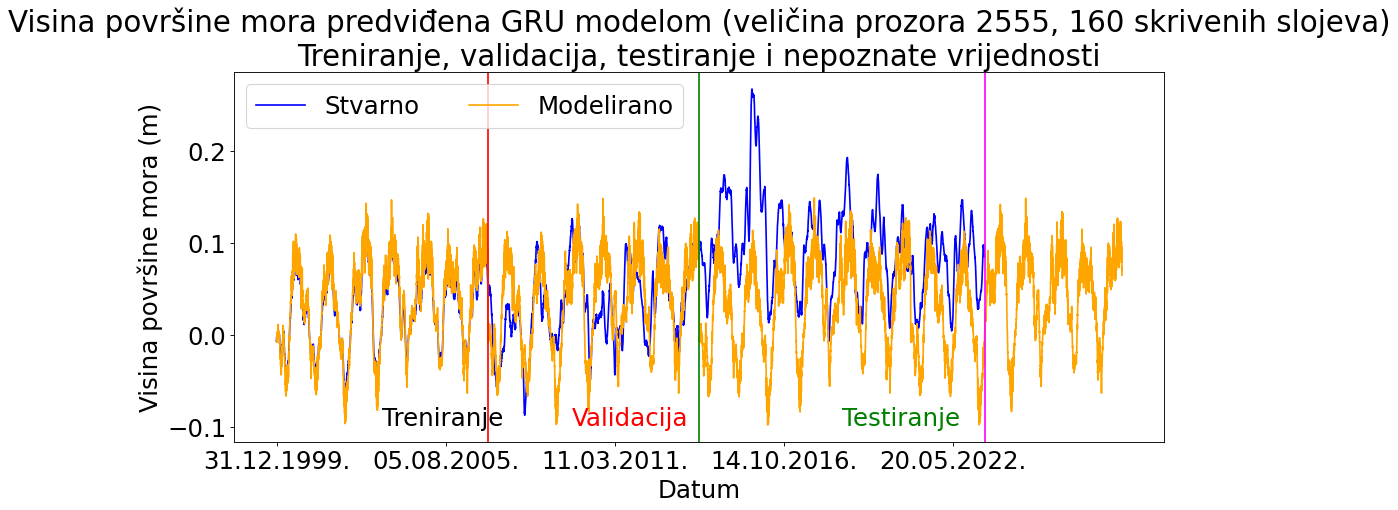 Visina površine mora predviđena GRU modelom (veličina prozora 2555, 160 skrivenih slojeva)
Treniranje, validacija, testiranje i nepoznate vrijednosti
Stvarno Modelirano
Visina površine mora (m)
0.2
0.1
0.0
−0.1
Treniranje Validacija Testiranje
31.12.1999. 05.08.2005. 11.03.2011. 14.10.2016. 20.05.2022.
Datum